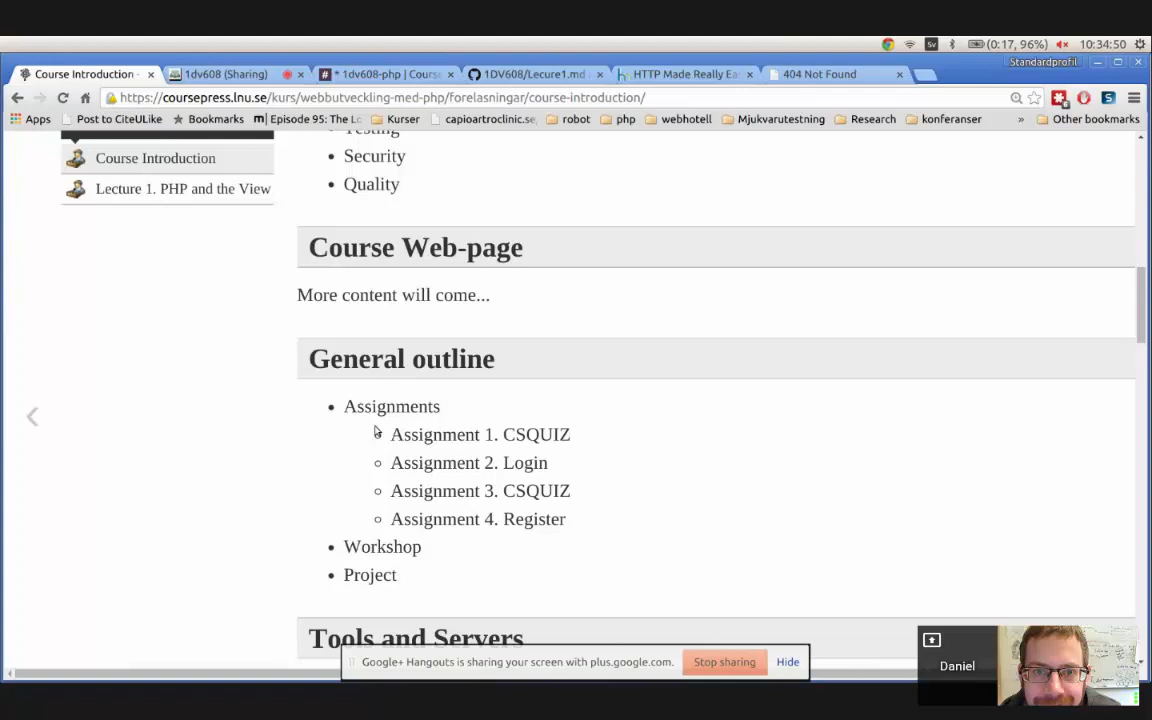 Sv (0:17, 96%) 10:34:50
Standardprofil
Course Introduction - 1dv608 (Sharing) * 1dv608-php | Cours 1DV608/Lecure1.md 404 Not Found HTTP Made Really Ea
https://coursepress.lnu.se/kurs/webbutveckling-med-php/forelasningar/course-introduction/
Apps Post to CiteULike Bookmarks Episode 95: The Lo Kurser capioartroclinic.se, robot php webhotell Mjukvarutestning Research konferanser » Other bookmarks
Testing
Course Introduction
Security
Lecture 1. PHP and the View
Quality
Course Web-page
More content will come...
General outline
Assignments
Assignment 1. CSQUIZ
Assignment 2. Login
Assignment 3. CSQUIZ
Assignment 4. Register
Workshop
Project
Tools and Servers
Google+ Hangouts is sharing your screen with plus.google.com. Stop sharing Hide
Daniel